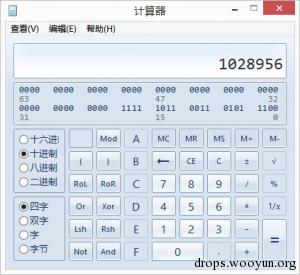 计算器
查看(V) 编辑(E) 帮助(H)
1028956
0000 0000 0000 0000 0000 0000 0000 0000
63 47 32
0000 0000 0000 1111 1011 0011 0101 1100
31 15 0
十六进制 Mod A MC MR MS M+ M-
十进制 ( ) B ← CE C ± √
八进制 RoL RoR C 7 8 9 / %
二进制
四字 Or Xor D 4 5 6 * 1/x
双字
字 Lsh Rsh E 1 2 3 - =
字节 Not And F 0 . +
drops.wooyun.org